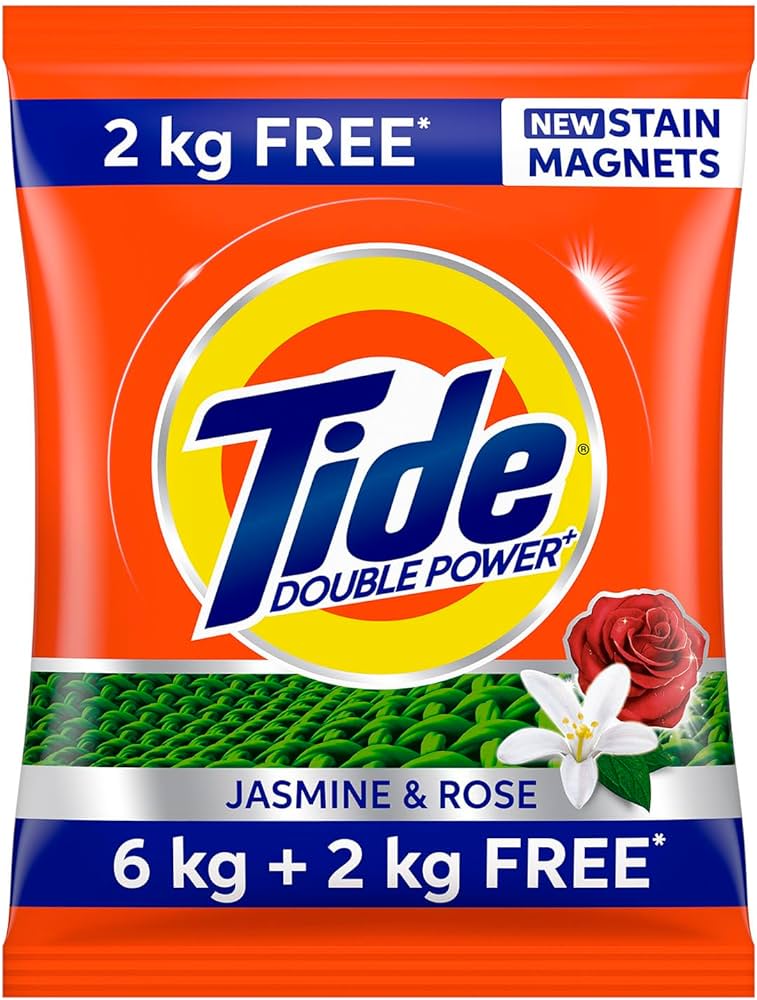 2 kg FREE*
NEW STAIN
MAGNETS
Tide®
DOUBLE POWER+
JASMINE & ROSE
6 kg + 2 kg FREE*